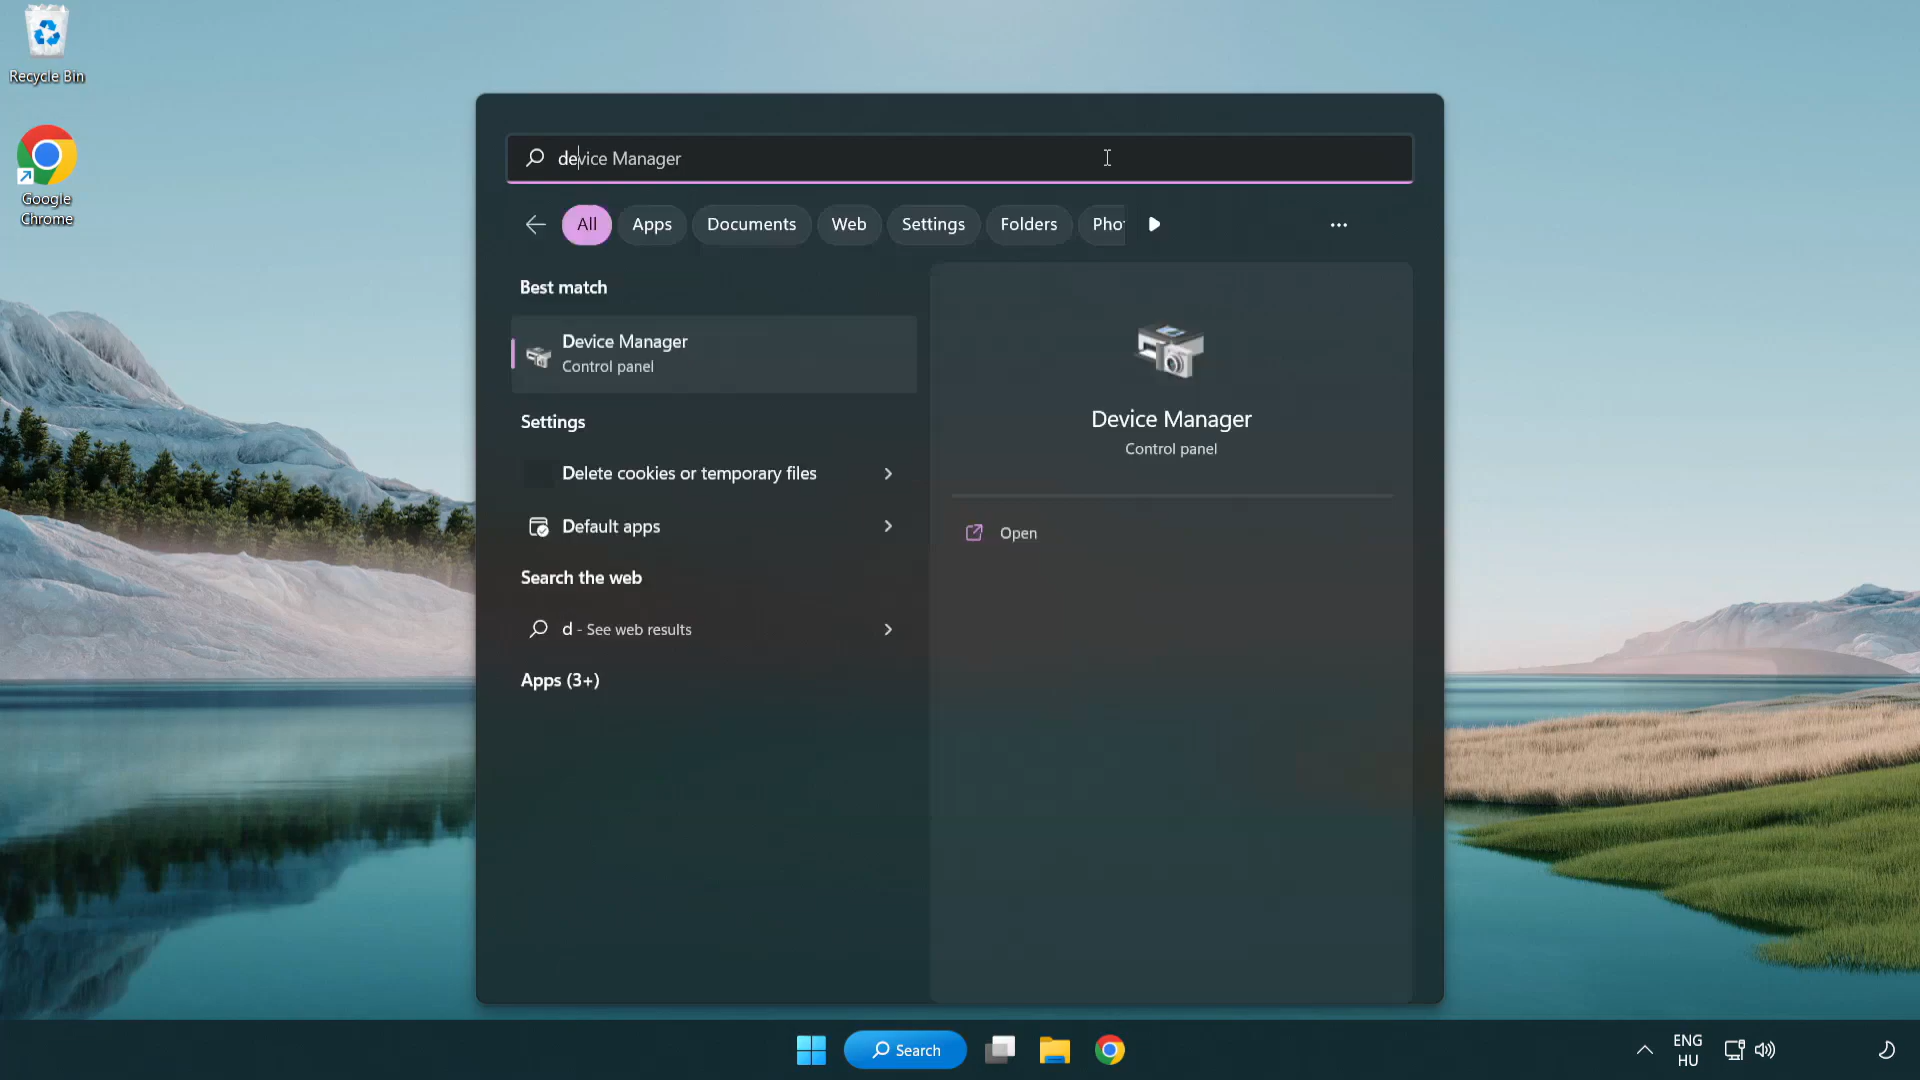 Recycle Bin
Google
Chrome
device Manager
All
Apps
Documents
Web
Settings
Folders
Pho
Best match
Device Manager
Control panel
Settings
Delete cookies or temporary files
Default apps
Search the web
d - See web results
Apps (3+)
Device Manager
Control panel
Open
Search
ENG
HU